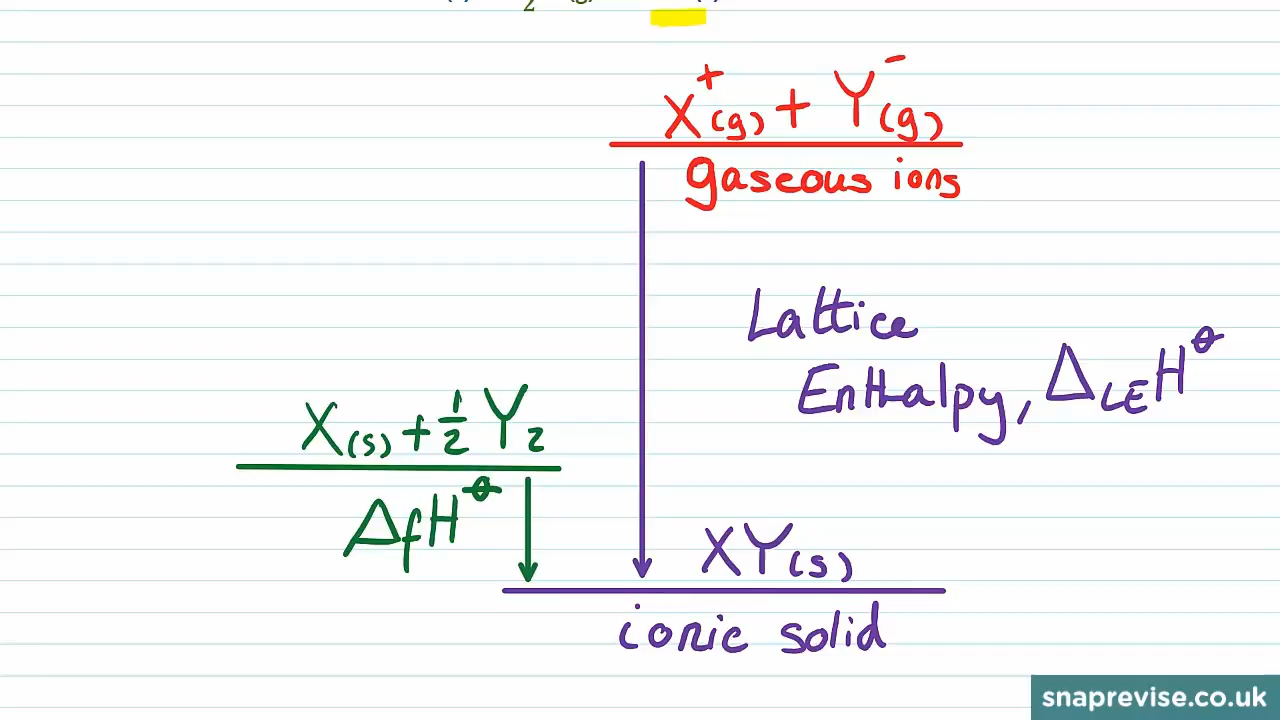 X⁺(g) + Y⁻(g)
gaseous ions
Lattice
Enthalpy, ΔLEH⦵
X(s) + ½ Y2
ΔfH⦵
XY(s)
ionic solid
snaprevise.co.uk